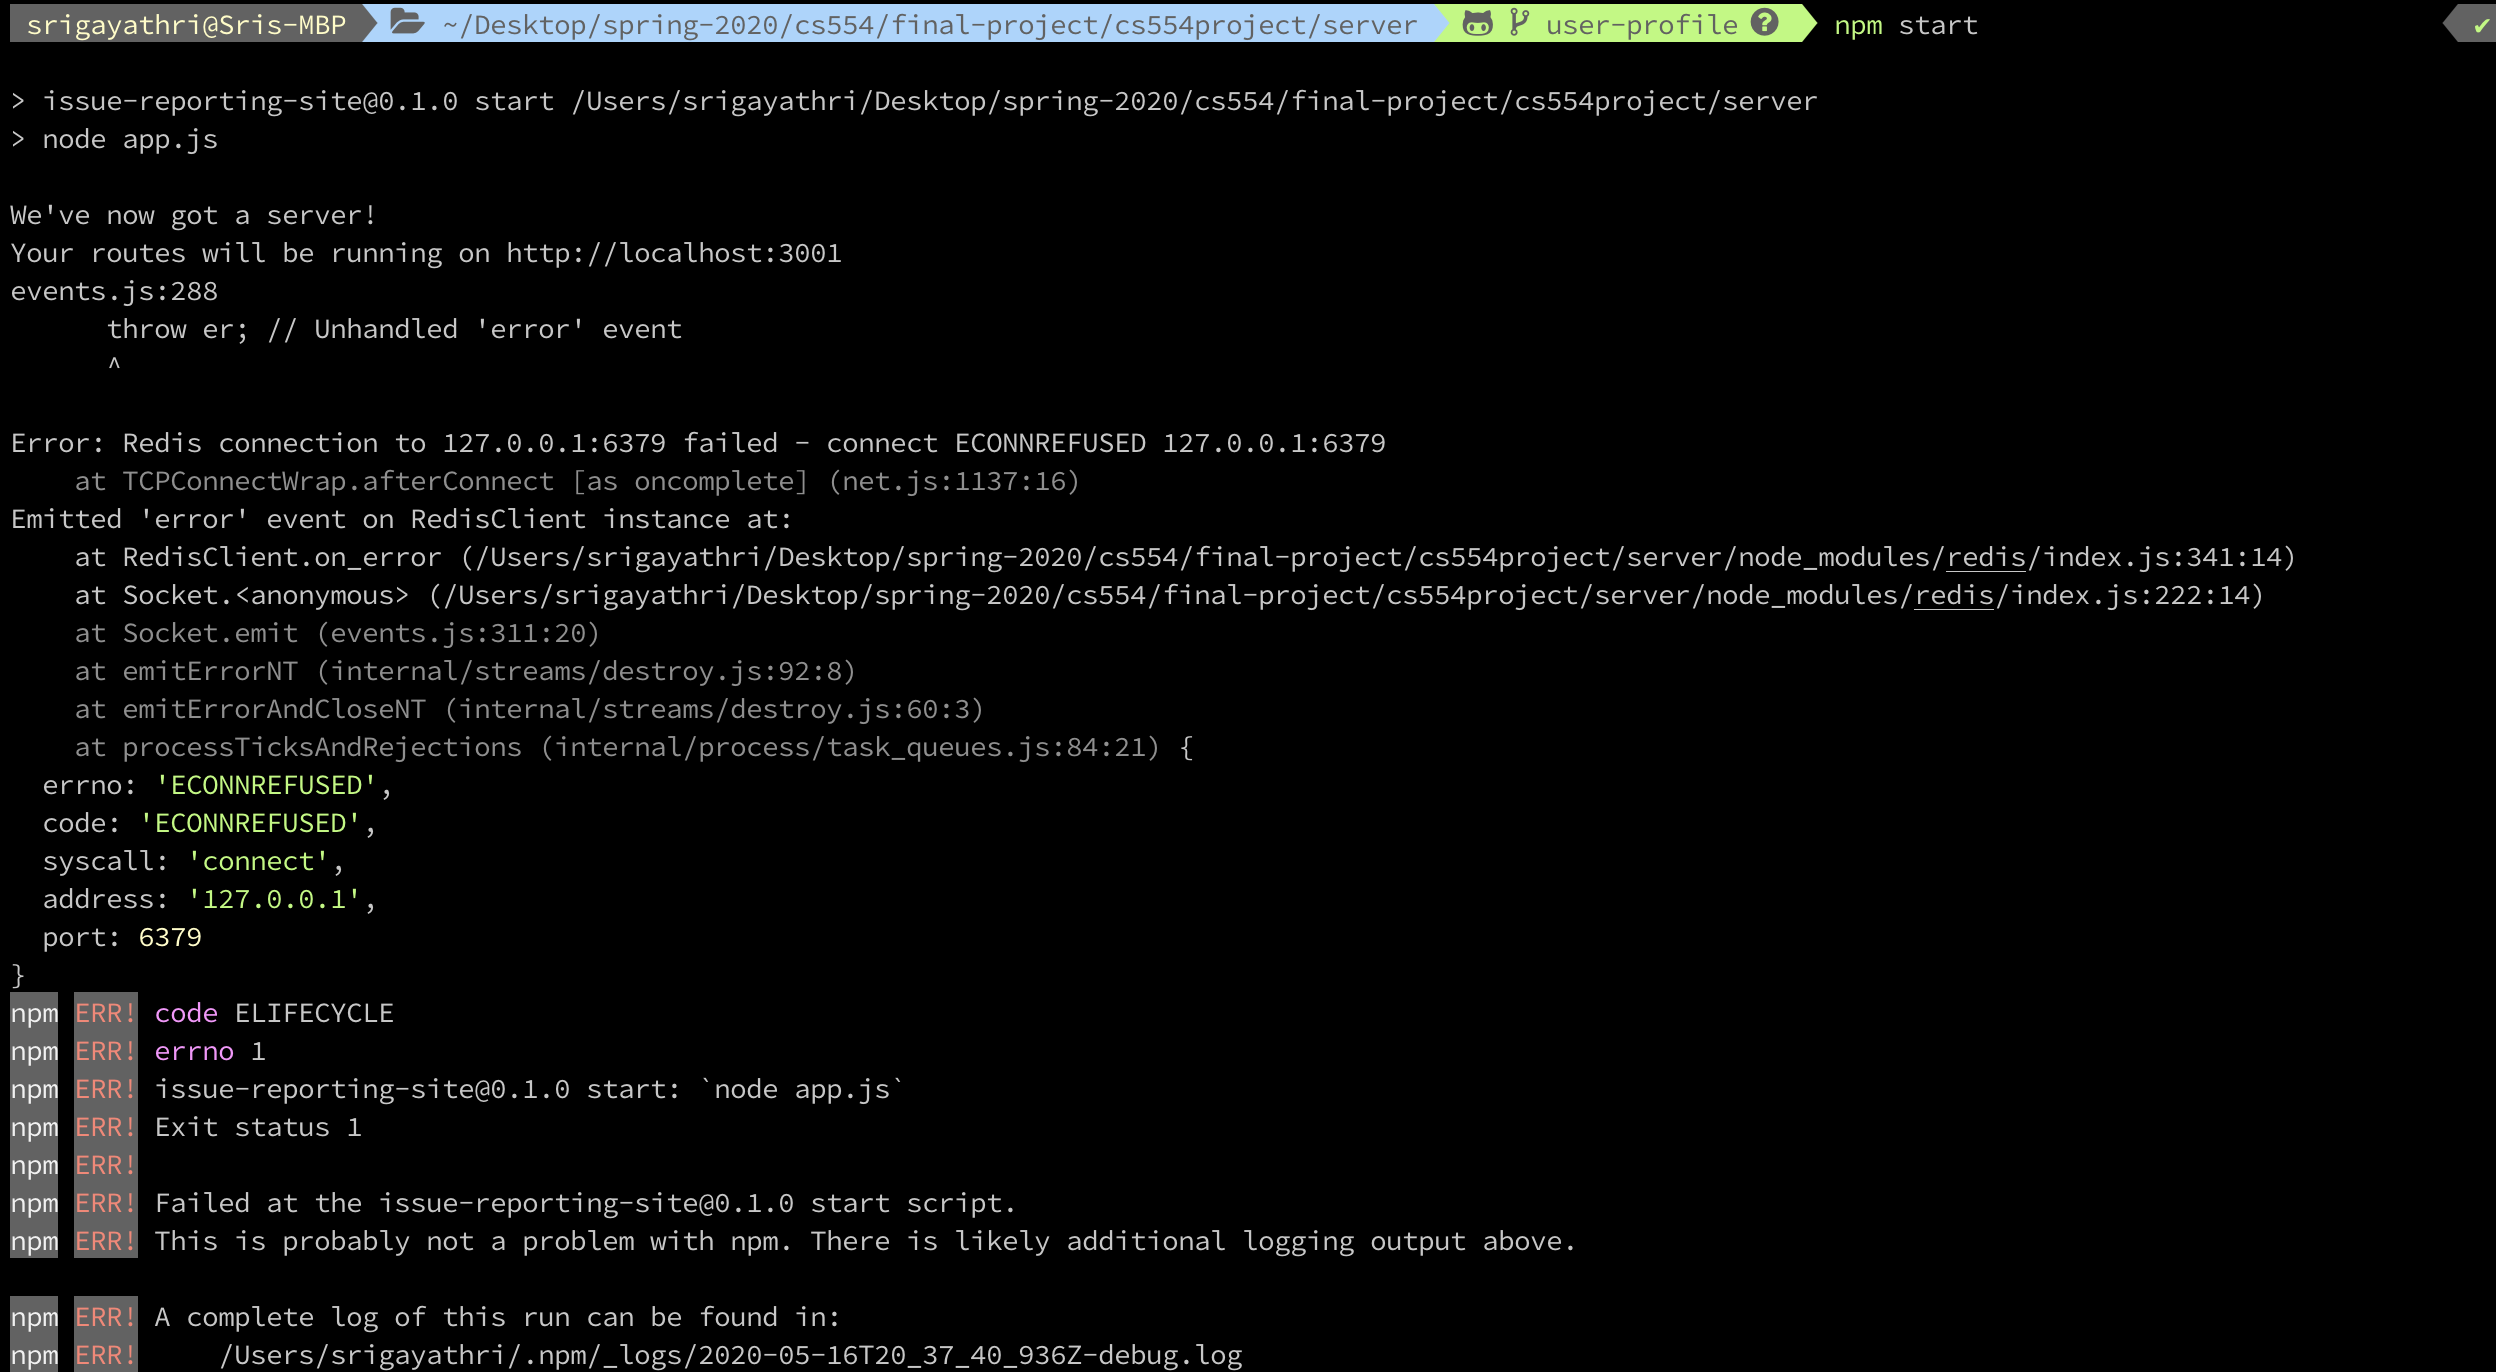 srigayathri@Sris-MBP ~/Desktop/spring-2020/cs554/final-project/cs554project/server user-profile ? npm start ✔
> issue-reporting-site@0.1.0 start /Users/srigayathri/Desktop/spring-2020/cs554/final-project/cs554project/server
> node app.js
We've now got a server!
Your routes will be running on http://localhost:3001
events.js:288
      throw er; // Unhandled 'error' event
      ^
Error: Redis connection to 127.0.0.1:6379 failed - connect ECONNREFUSED 127.0.0.1:6379
    at TCPConnectWrap.afterConnect [as oncomplete] (net.js:1137:16)
Emitted 'error' event on RedisClient instance at:
    at RedisClient.on_error (/Users/srigayathri/Desktop/spring-2020/cs554/final-project/cs554project/server/node_modules/redis/index.js:341:14)
    at Socket.<anonymous> (/Users/srigayathri/Desktop/spring-2020/cs554/final-project/cs554project/server/node_modules/redis/index.js:222:14)
    at Socket.emit (events.js:311:20)
    at emitErrorNT (internal/streams/destroy.js:92:8)
    at emitErrorAndCloseNT (internal/streams/destroy.js:60:3)
    at processTicksAndRejections (internal/process/task_queues.js:84:21) {
  errno: 'ECONNREFUSED',
  code: 'ECONNREFUSED',
  syscall: 'connect',
  address: '127.0.0.1',
  port: 6379
}
npm ERR! code ELIFECYCLE
npm ERR! errno 1
npm ERR! issue-reporting-site@0.1.0 start: `node app.js`
npm ERR! Exit status 1
npm ERR!
npm ERR! Failed at the issue-reporting-site@0.1.0 start script.
npm ERR! This is probably not a problem with npm. There is likely additional logging output above.
npm ERR! A complete log of this run can be found in:
npm ERR!     /Users/srigayathri/.npm/_logs/2020-05-16T20_37_40_936Z-debug.log